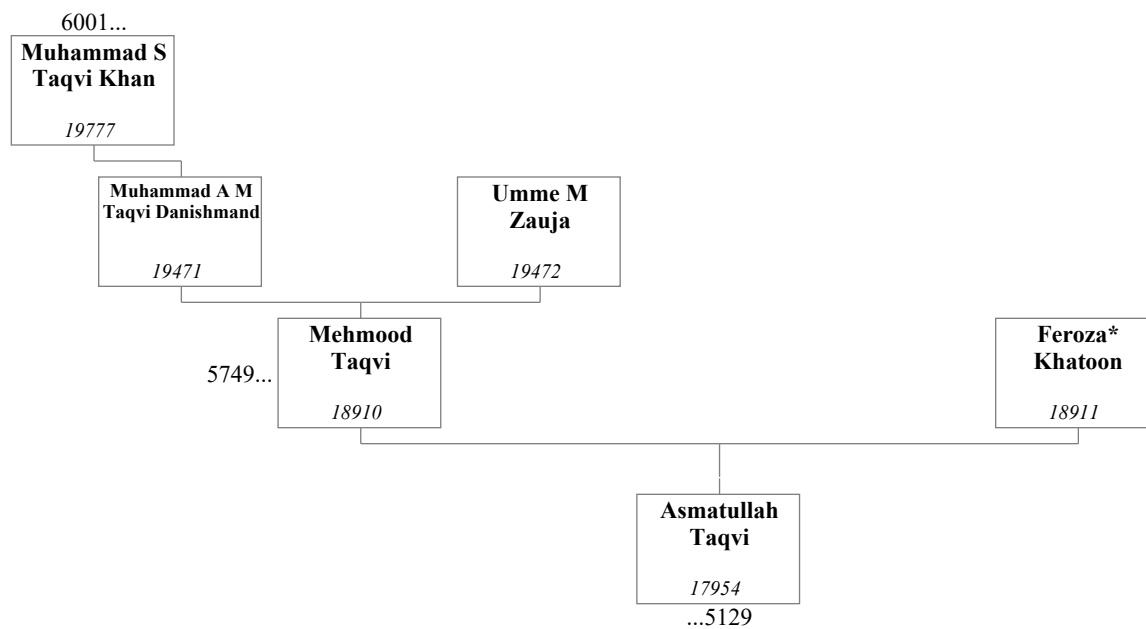 6001...
Muhammad S
Taqvi Khan
19777
Muhammad A M
Taqvi Danishmand
19471
Umme M
Zauja
19472
Mehmood
Taqvi
18910
5749...
Feroza*
Khatoon
18911
Asmatullah
Taqvi
17954
...5129